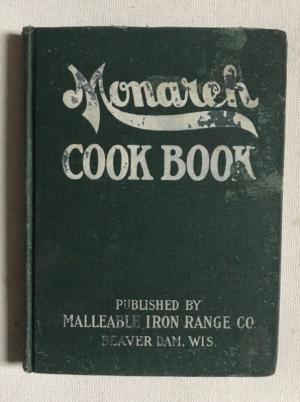 Monarch
COOK BOOK
PUBLISHED BY
MALLEABLE IRON RANGE CO.
BEAVER DAM, WIS.